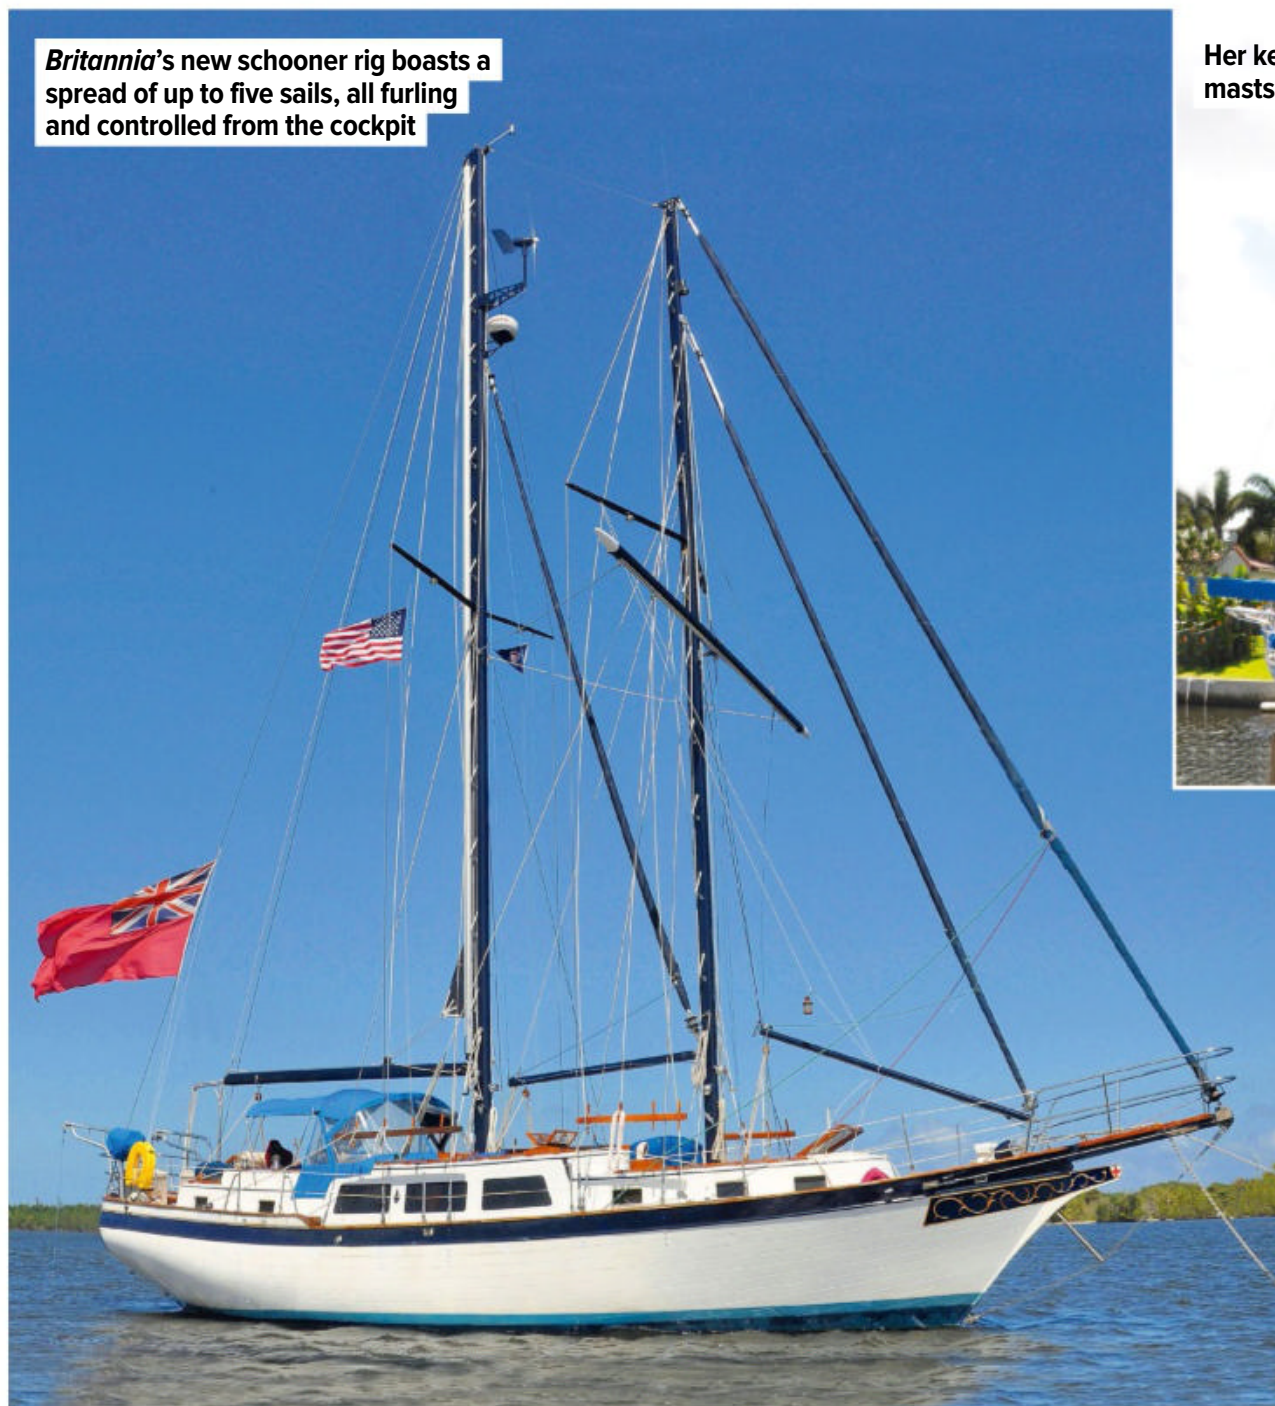 Britannia's new schooner rig boasts a
spread of up to five sails, all furling
and controlled from the cockpit
Her
masts